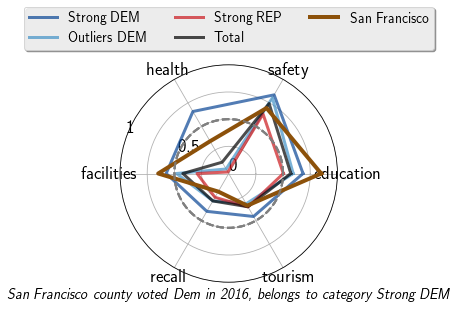 Strong DEM
Outliers DEM
Strong REP
Total
San Francisco
health
safety
1
0.5
0
facilities
education
recall
tourism
San Francisco county voted Dem in 2016, belongs to category Strong DEM